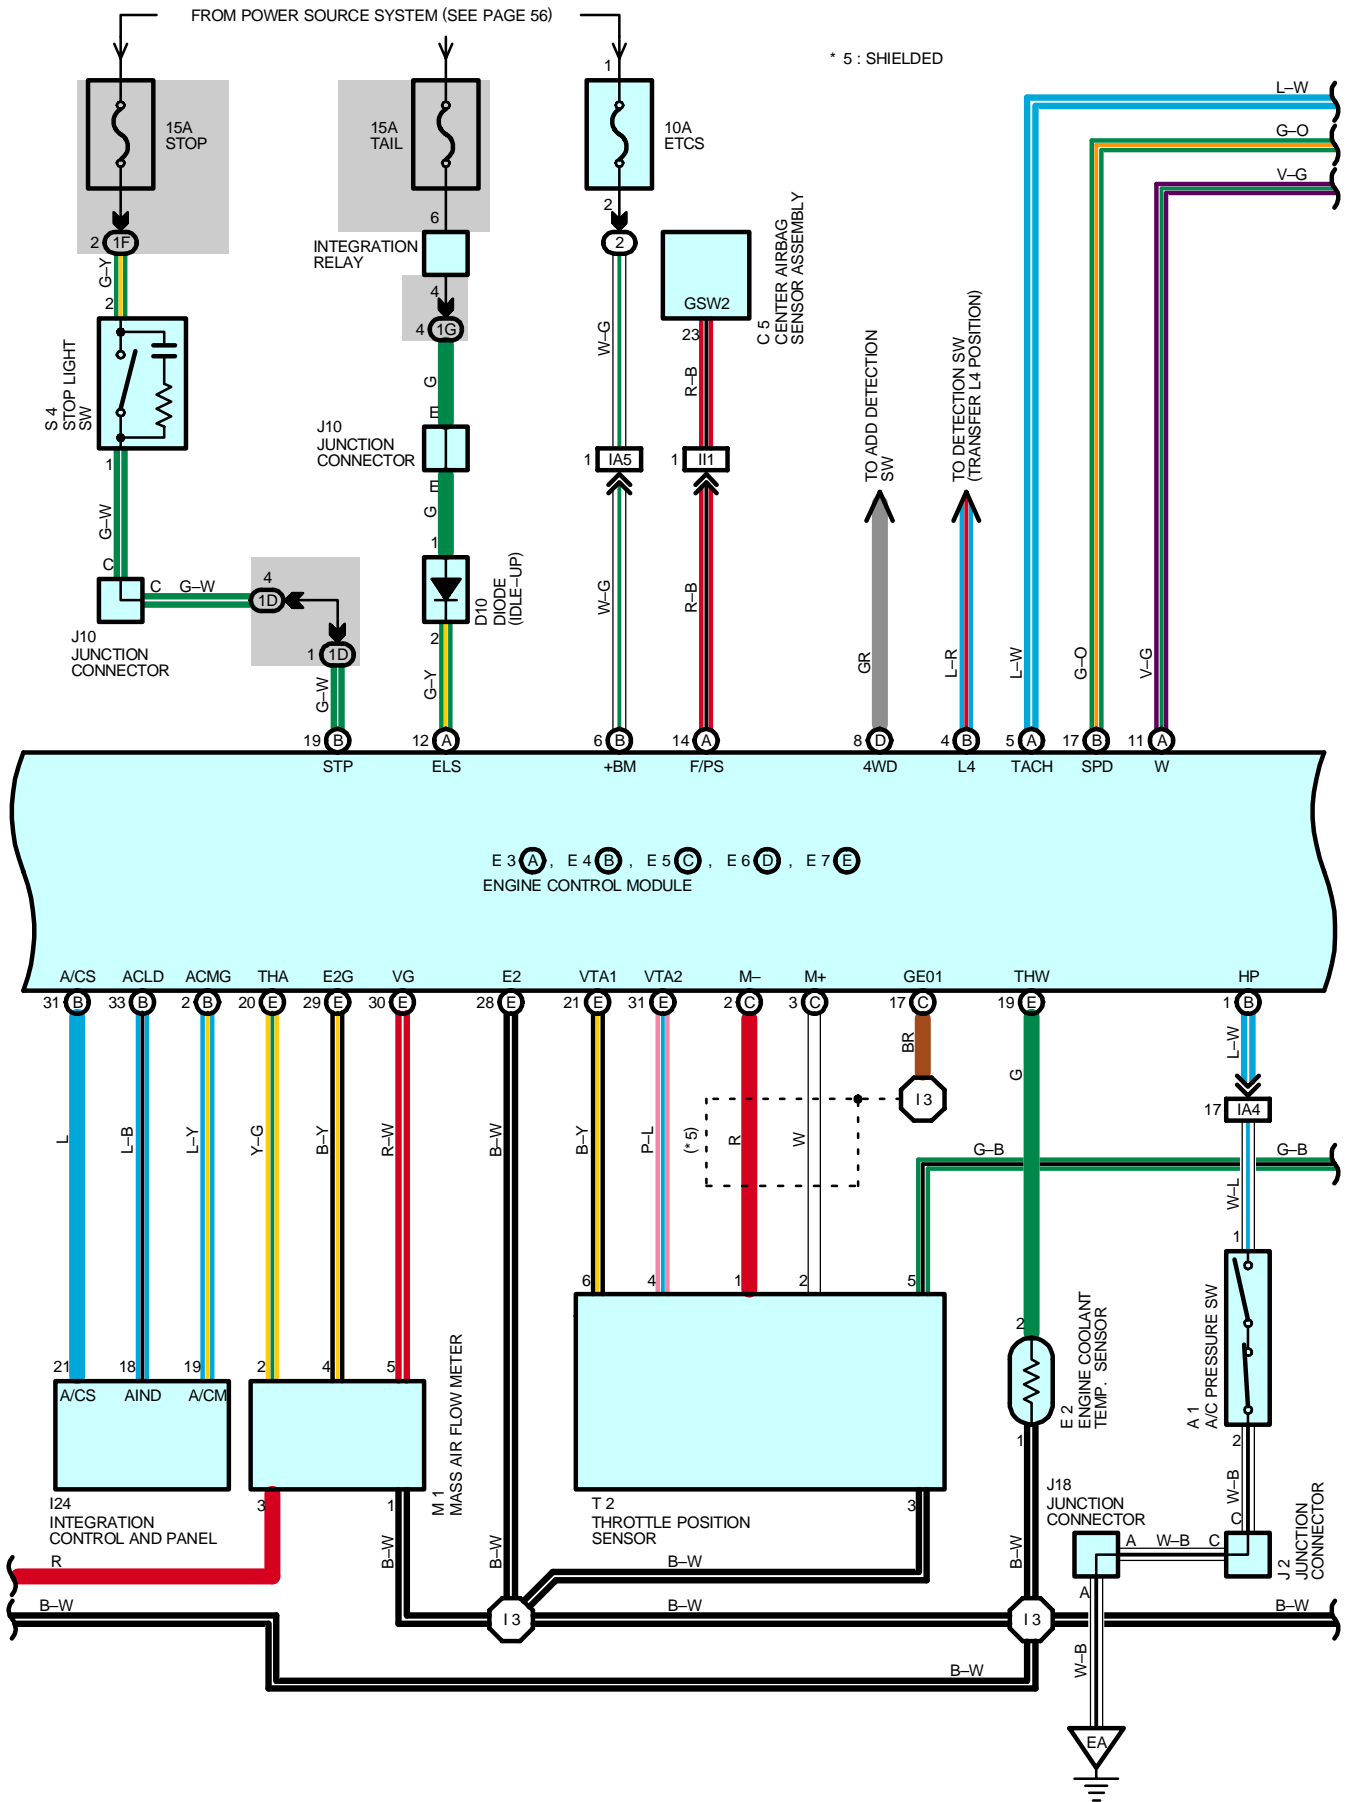 FROM POWER SOURCE SYSTEM (SEE PAGE 56)
* 5 : SHIELDED
1
15A
STOP
15A
TAIL
10A
ETCS
L–W
G–O
V–G
2
6
2 1F
INTEGRATION
RELAY
2
GSW2
C 5
CENTER AIRBAG
SENSOR ASSEMBLY
G–Y
2
4
4 1G
23
W–G
R–B
S 4
STOP LIGHT
SW
G
E
J10
JUNCTION
CONNECTOR
1 IA5
1 II1
TO ADD DETECTION
SW
TO DETECTION SW
(TRANSFER L4 POSITION)
1
E
G
G–W
1
C
C G–W
4
1D
D10
DIODE
(IDLE–UP)
W–G
R–B
J10
JUNCTION
CONNECTOR
1 1D
2
G–W
G–Y
GR
L–R
L–W
G–O
V–G
19 B
12 A
6 B
14 A
8 D
4 B
5 A
17 B
11 A
STP
ELS
+BM
F/PS
4WD
L4
TACH
SPD
W
E 3 A , E 4 B , E 5 C , E 6 D , E 7 E
ENGINE CONTROL MODULE
A/CS
ACLD
ACMG
THA
E2G
VG
E2
VTA1
VTA2
M–
M+
GE01
THW
HP
31 B
33 B
2 B
20 E
29 E
30 E
28 E
21 E
31 E
2 C
3 C
17 C
19 E
1 B
BR
G
L–W
I 3
17 IA4
L
L–B
L–Y
Y–G
B–Y
R–W
B–W
B–Y
P–L
(* 5)
R
W
G–B
G–B
W–L
1
6
4
1
2
5
2
21
18
19
2
4
5
A/CS
AIND
A/CM
M 1
MASS AIR FLOW METER
E 2
ENGINE COOLANT
TEMP. SENSOR
A 1
A/C PRESSURE SW
1
2
I24
INTEGRATION
CONTROL AND PANEL
3
1
T 2
THROTTLE POSITION
SENSOR
3
J18
JUNCTION
CONNECTOR
W–B
C
J 2
JUNCTION
CONNECTOR
R
B–W
B–W
B–W
B–W
A W–B C
A
B–W
I 3
B–W
I 3
B–W
W–B
B–W
EA